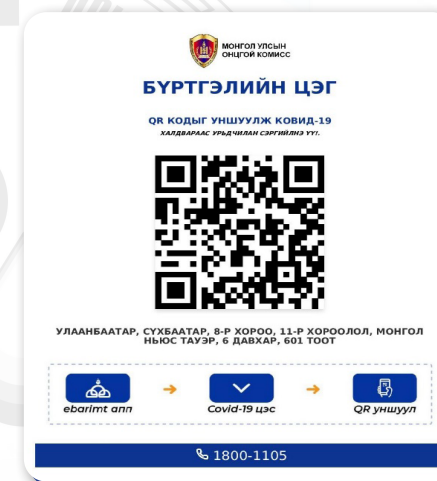 МОНГОЛ УЛСЫН
ОНЦГОЙ КОМИСС
БҮРТГЭЛИЙН ЦЭГ
QR КОДЫГ УНШУУЛЖ КОВИД-19
ХАЛДВАРААС УРЬДЧИЛАН СЭРГИЙЛНЭ ҮҮ!.
УЛААНБААТАР, СҮХБААТАР, 8-Р ХОРОО, 11-Р ХОРООЛОЛ, МОНГОЛ
НЬЮС ТАУЭР, 6 ДАВХАР, 601 ТООТ
ebarimt апп
Covid-19 цэс
QR уншуул
1800-1105